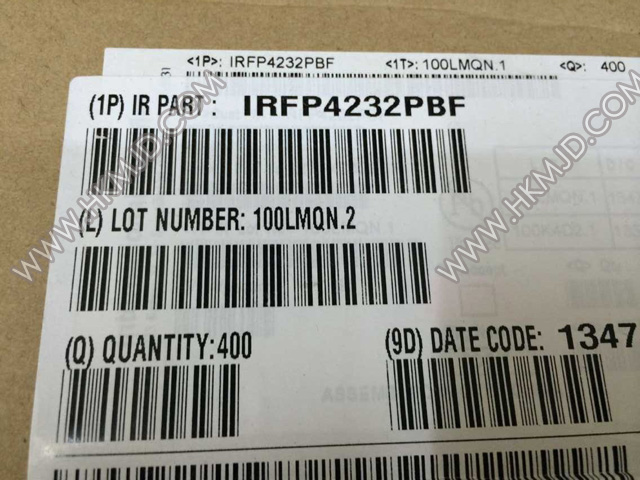 <1P>: IRFP4232PBF <1T>: 100LMQN.1 <Q>: 400
(1P) IR PART: IRFP4232PBF
(L) LOT NUMBER: 100LMQN.2
(Q) QUANTITY:400 (9D) DATE CODE: 1347
WWW.HKMJD.COM
WWW.HKMJD.COM